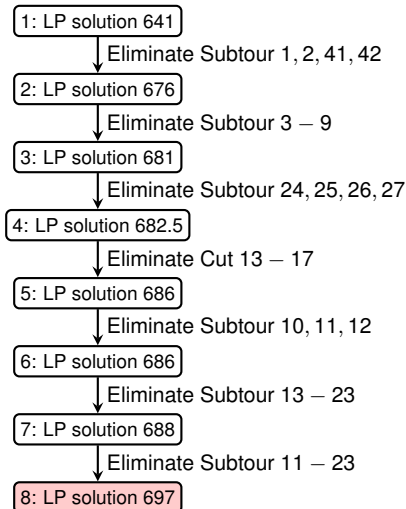 1: LP solution 641
Eliminate Subtour 1, 2, 41, 42
2: LP solution 676
Eliminate Subtour 3 − 9
3: LP solution 681
Eliminate Subtour 24, 25, 26, 27
4: LP solution 682.5
Eliminate Cut 13 − 17
5: LP solution 686
Eliminate Subtour 10, 11, 12
6: LP solution 686
Eliminate Subtour 13 − 23
7: LP solution 688
Eliminate Subtour 11 − 23
8: LP solution 697